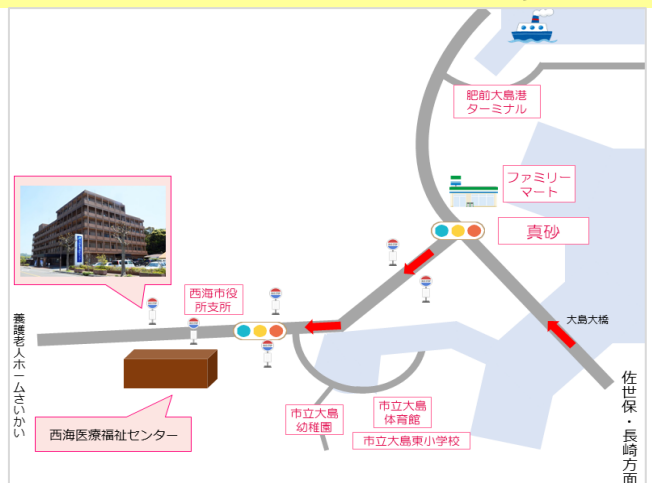 肥前大島港
ターミナル
ファミリー
マート
真砂
大島大橋
佐世保・長崎方面
西海市役
所支所
養護老人ホームさいかい
西海医療福祉センター
市立大島
幼稚園
市立大島
体育館
市立大島東小学校